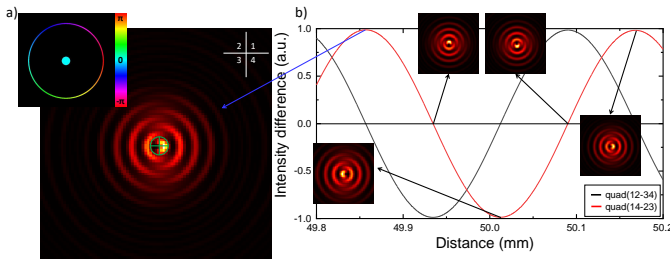 a)
π
0
-π
2 1
3 4
b)
Intensity difference (a.u.)
1.0
0.5
0.0
-0.5
-1.0
quad(12-34)
quad(14-23)
49.8 49.9 50.0 50.1 50.2
Distance (mm)